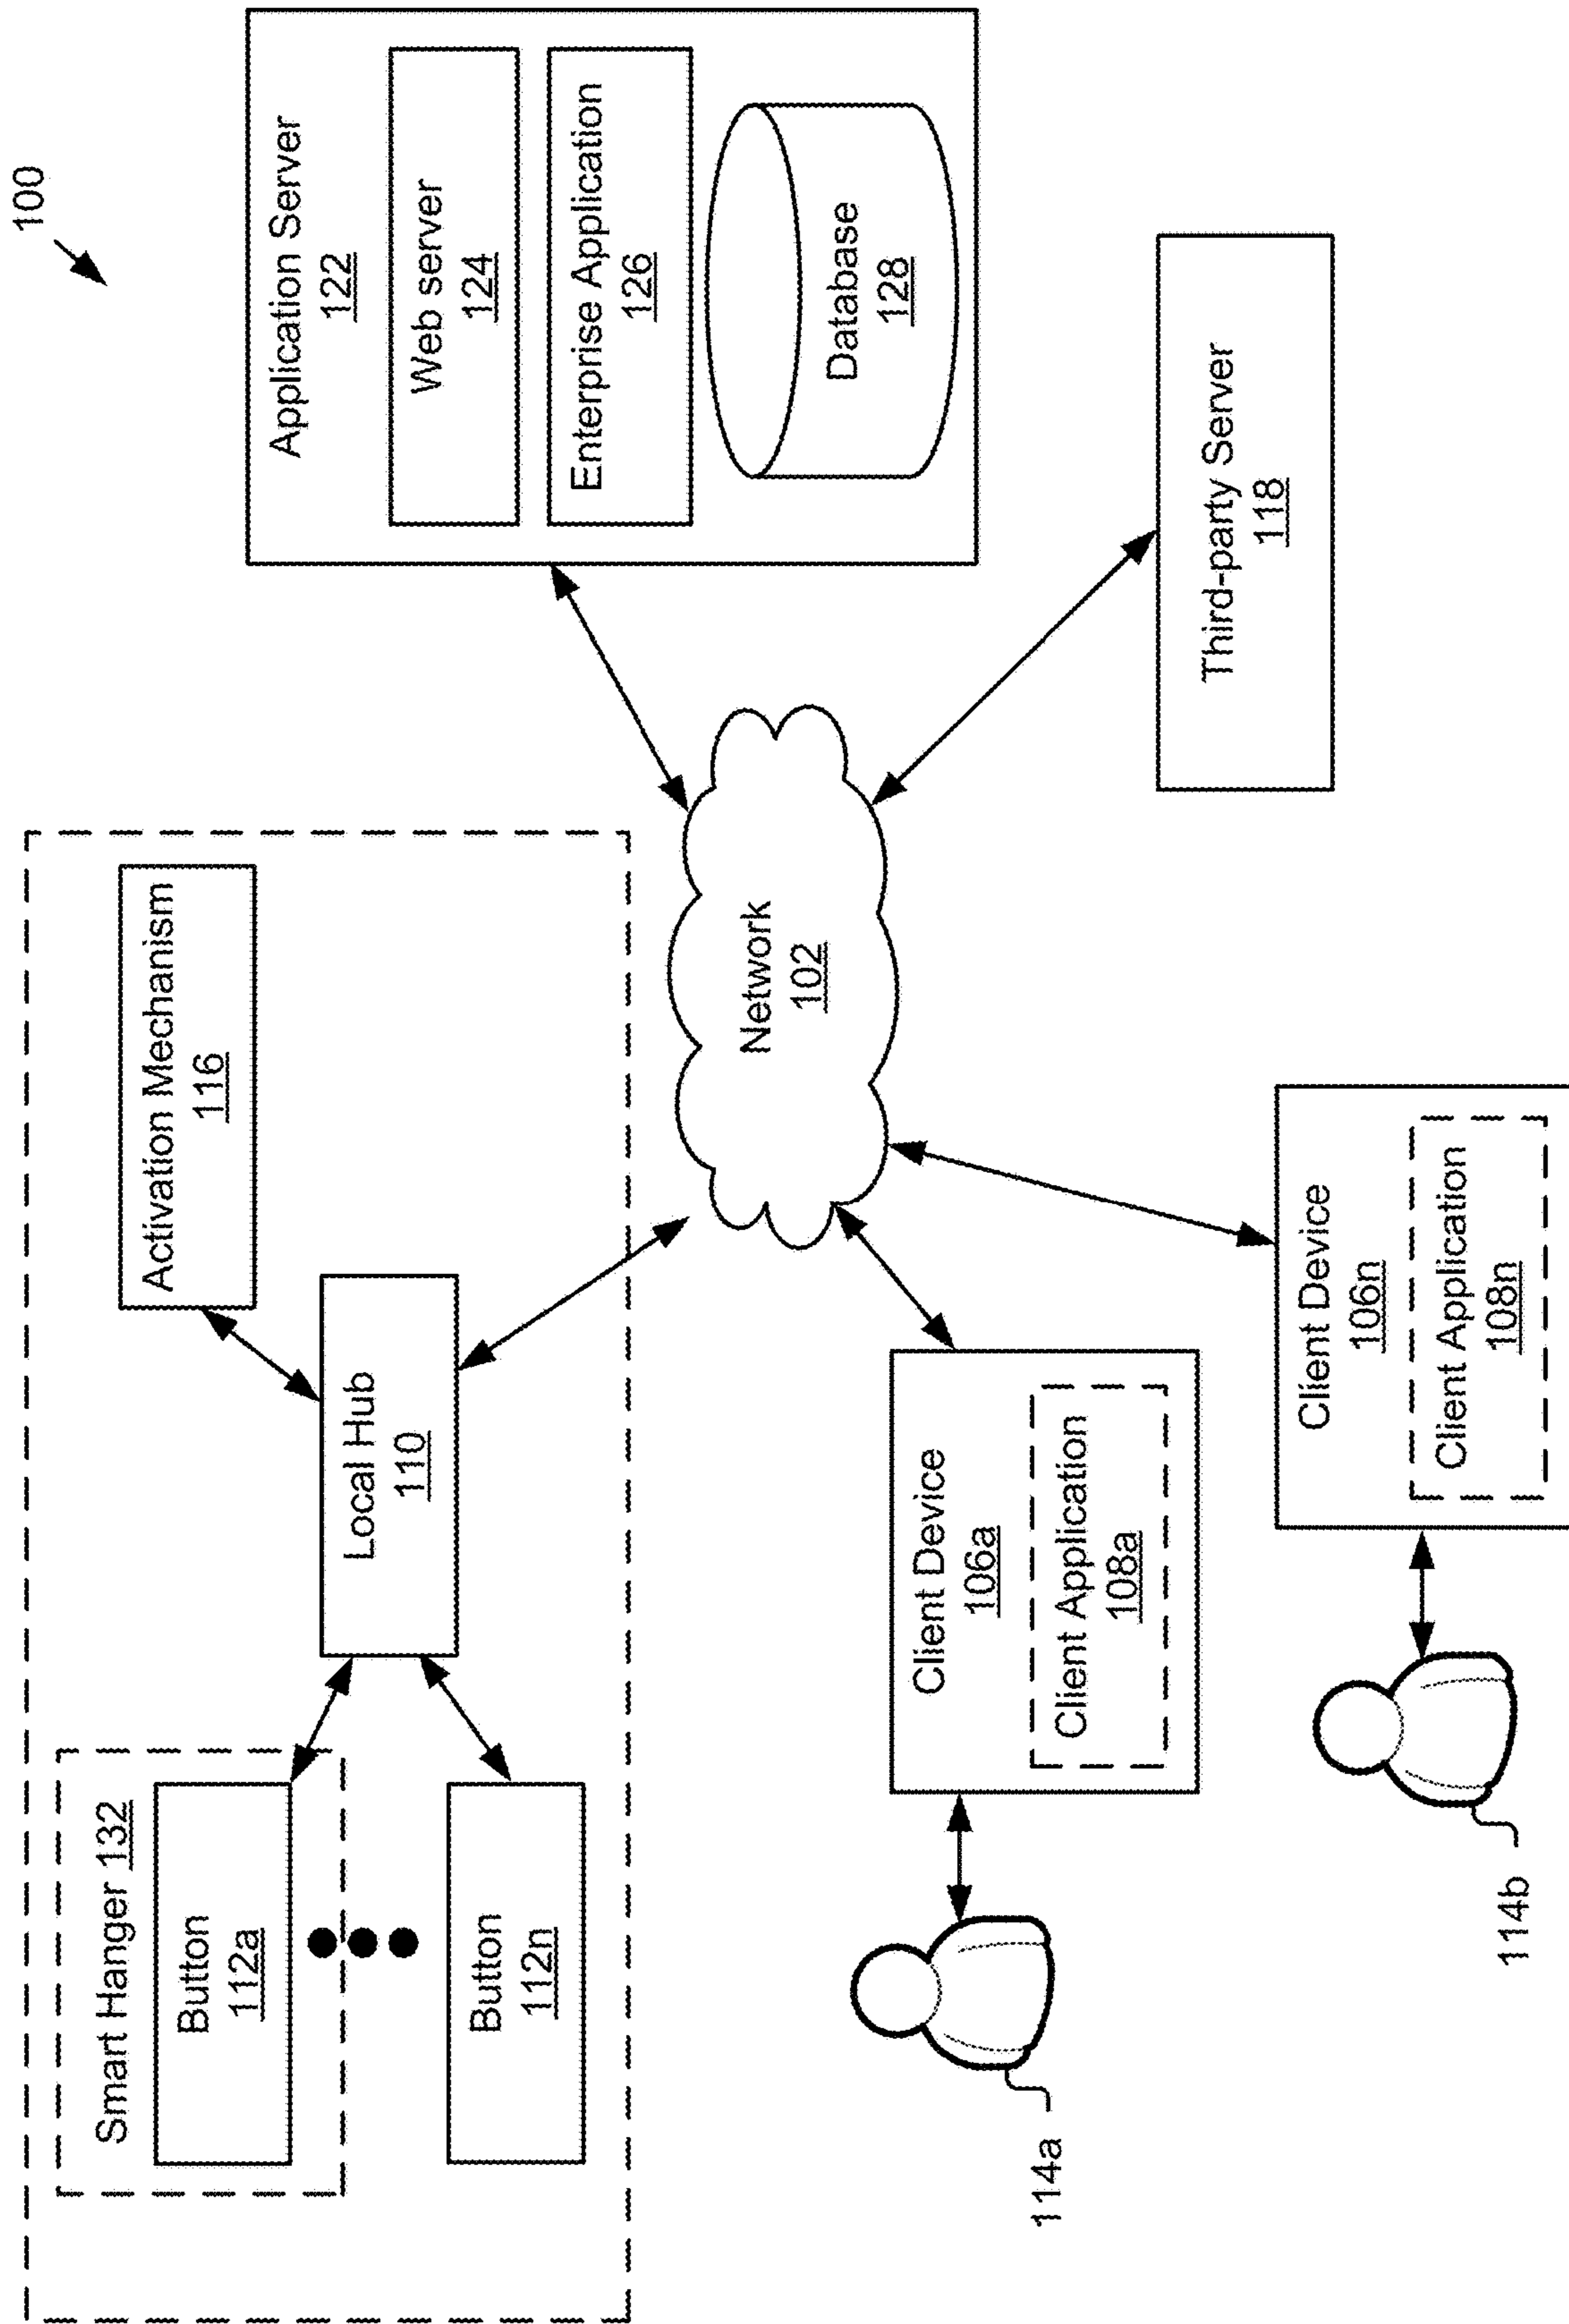 100
Smart Hanger 132
Button
112a
Button
112n
Local Hub
110
Activation Mechanism
116
Application Server
122
Web server
124
Enterprise Application
126
Database
128
Network
102
Third-party Server
118
Client Device
106a
Client Application
108a
114a
Client Device
106n
Client Application
108n
114b